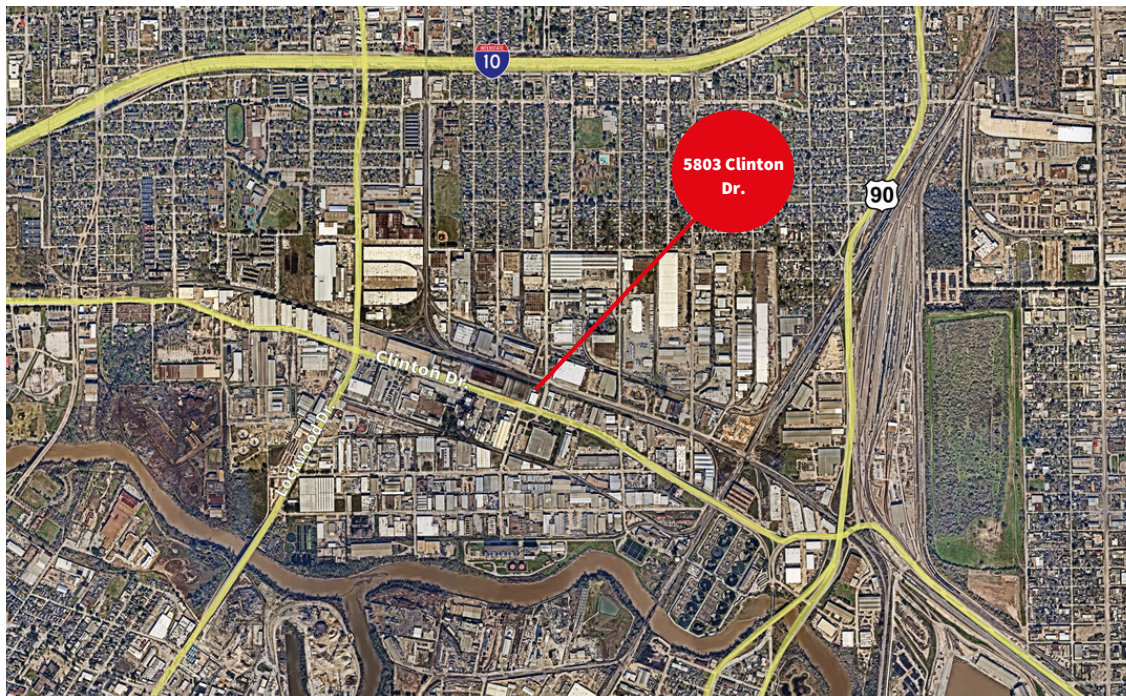 INTERSTATE
10
5803 Clinton
Dr.
90
Clinton Dr.
Lockwood Dr.